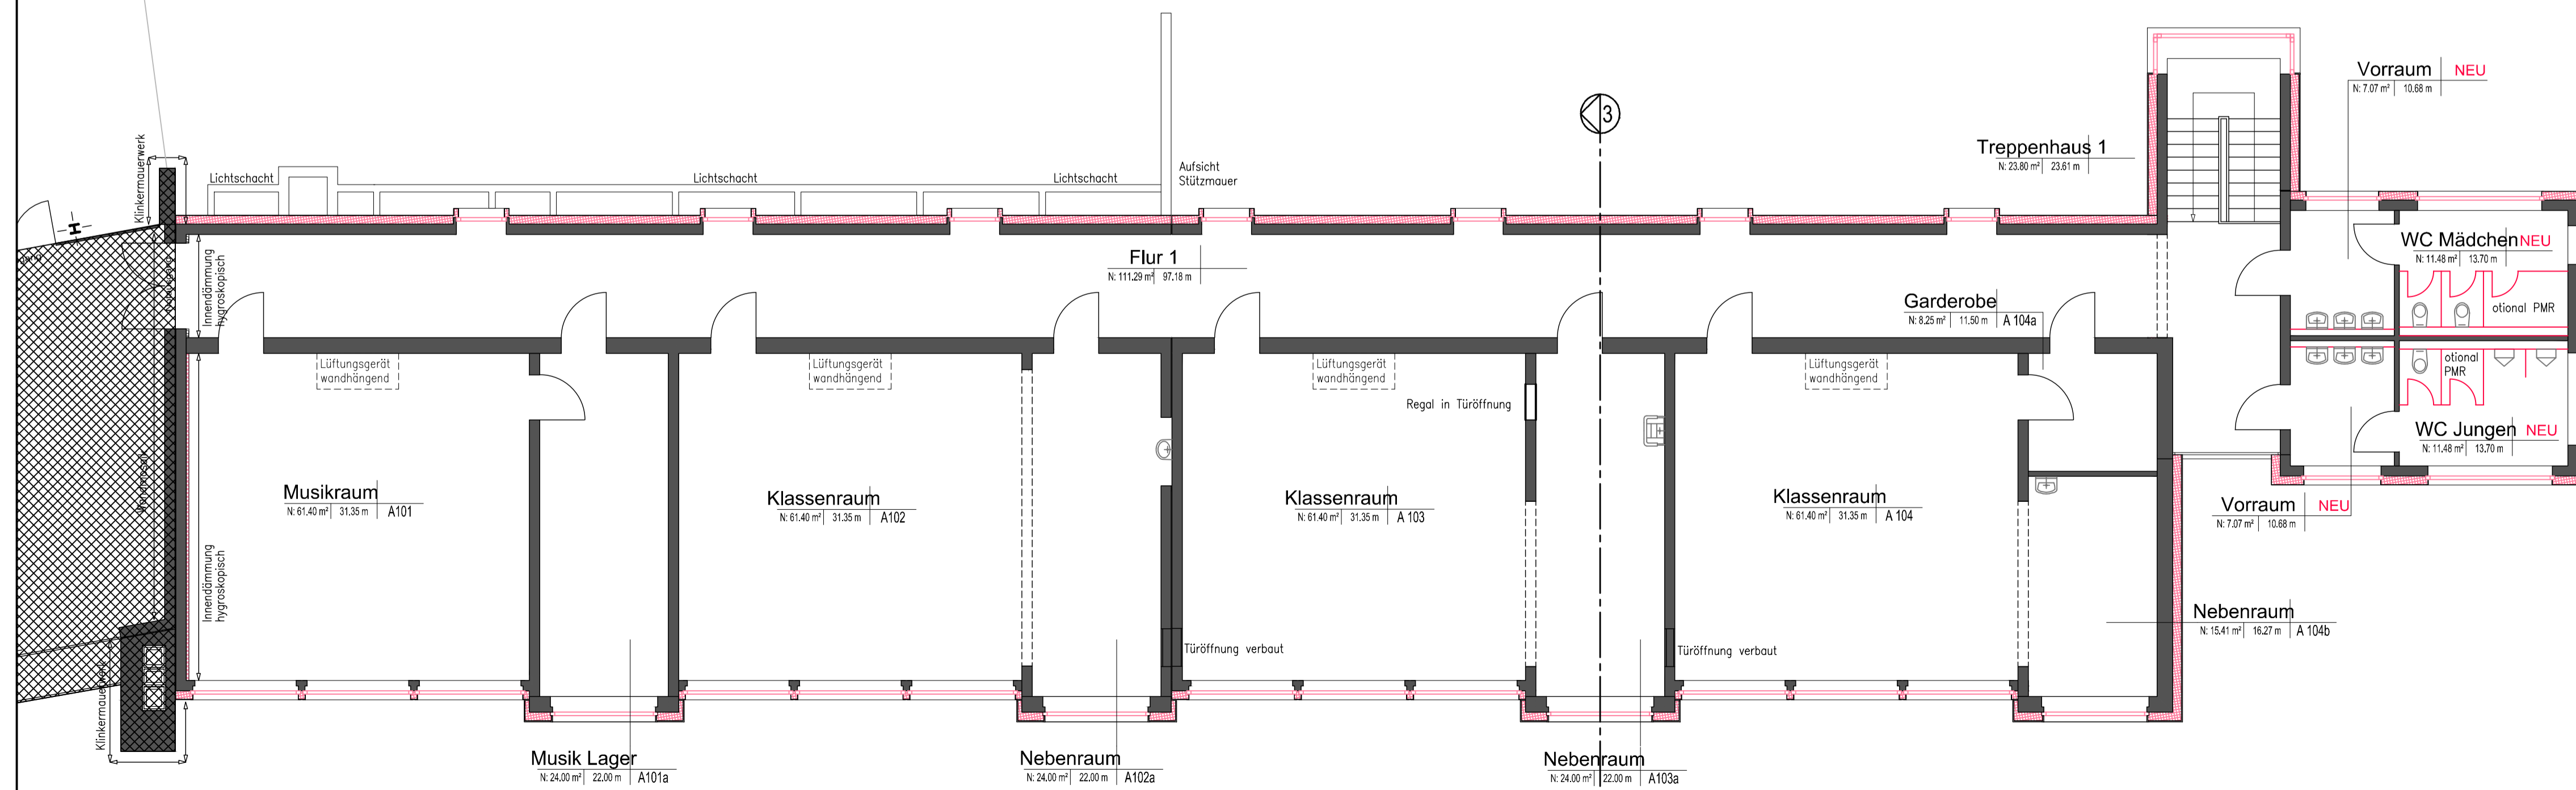 Vorraum NEU
N: 7.07 m² 10.68 m
3
Treppenhaus 1
N: 23.80 m² 23.61 m
Klinkermauerwerk
Lichtschacht
Lichtschacht
Lichtschacht
Aufsicht
Stützmauer
H
WC Mädchen NEU
N: 11.48 m² 13.70 m
Innendämmung
hygroskopisch
Flur 1
N: 111.29 m² 97.18 m
Garderobe
N: 8.25 m² 11.50 m A 104a
otional PMR
Lüftungsgerät
wandhängend
Lüftungsgerät
wandhängend
Lüftungsgerät
wandhängend
Lüftungsgerät
wandhängend
otional
PMR
Regal in Türöffnung
WC Jungen NEU
N: 11.48 m² 13.70 m
Musikraum
N: 61.40 m² 31.35 m A101
Klassenraum
N: 61.40 m² 31.35 m A102
Klassenraum
N: 61.40 m² 31.35 m A 103
Klassenraum
N: 61.40 m² 31.35 m A 104
Vorraum NEU
N: 7.07 m² 10.68 m
Innendämmung
hygroskopisch
Nebenraum
N: 15.41 m² 16.27 m A 104b
Türöffnung verbaut
Türöffnung verbaut
Klinkermauerwerk
Musik Lager
N: 24.00 m² 22.00 m A101a
Nebenraum
N: 24.00 m² 22.00 m A102a
Nebenraum
N: 24.00 m² 22.00 m A103a